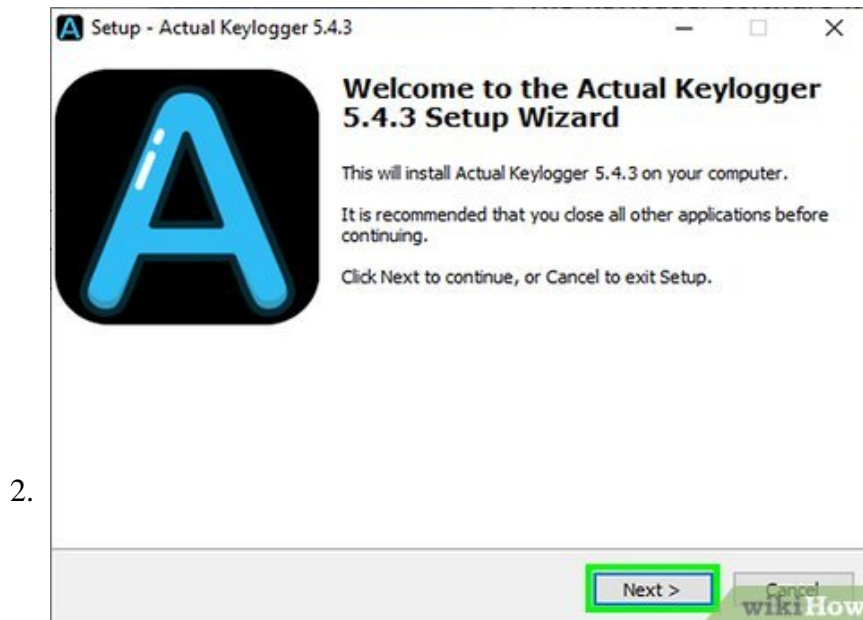 Setup - Actual Keylogger 5.4.3
Welcome to the Actual Keylogger
5.4.3 Setup Wizard
This will install Actual Keylogger 5.4.3 on your computer.
It is recommended that you close all other applications before
continuing.
Click Next to continue, or Cancel to exit Setup.
2.
Next >
Cancel
wikiHow